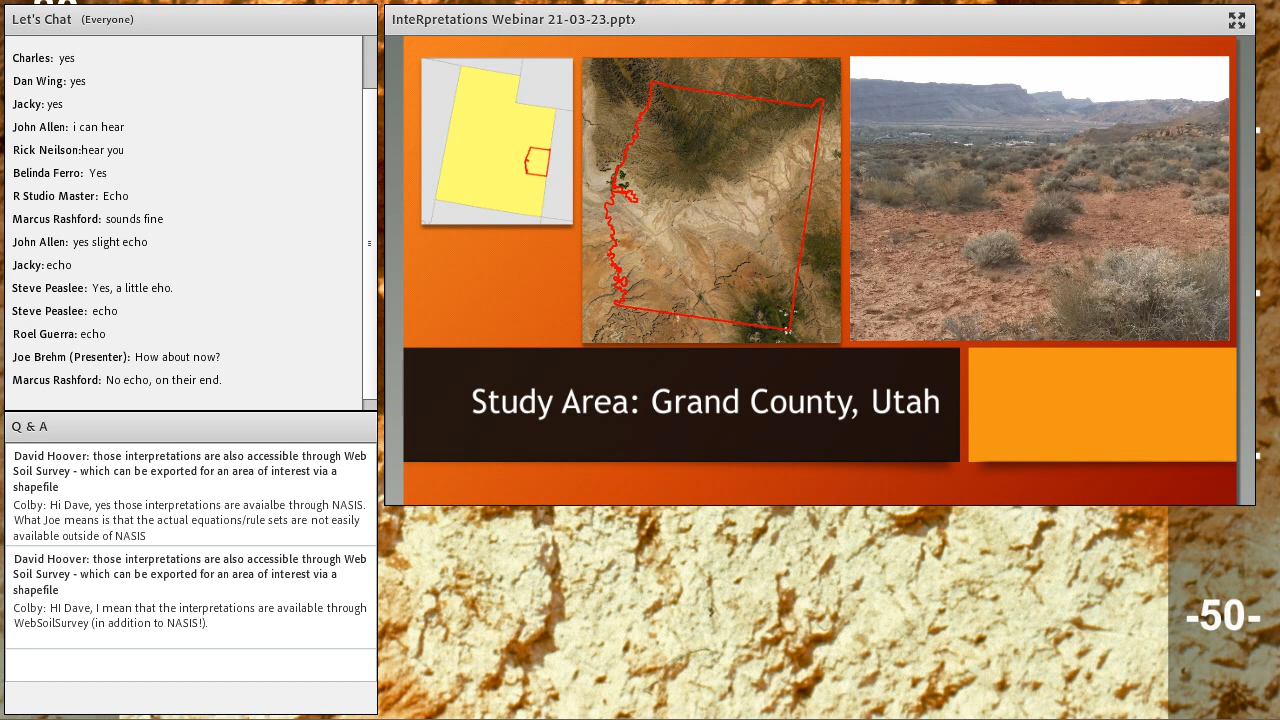 Let's Chat (Everyone)
Charles: yes
Dan Wing: yes
Jacky: yes
John Allen: i can hear
Rick Neilson:hear you
Belinda Ferro: Yes
R Studio Master: Echo
Marcus Rashford: sounds fine
John Allen: yes slight echo
Jacky: echo
Steve Peaslee: Yes, a little eho.
Steve Peaslee: echo
Roel Guerra: echo
Joe Brehm (Presenter): How about now?
Marcus Rashford: No echo, on their end.
Q & A
David Hoover: those interpretations are also accessible through Web
Soil Survey - which can be exported for an area of interest via a
shapefile
Colby: Hi Dave, yes those interpretations are avaialbe through NASIS.
What Joe means is that the actual equations/rule sets are not easily
available outside of NASIS
David Hoover: those interpretations are also accessible through Web
Soil Survey - which can be exported for an area of interest via a
shapefile
Colby: HI Dave, I mean that the interpretations are available through
WebSoilSurvey (in addition to NASIS!).
InteRpretations Webinar 21-03-23.ppt›
Study Area: Grand County, Utah
-50-